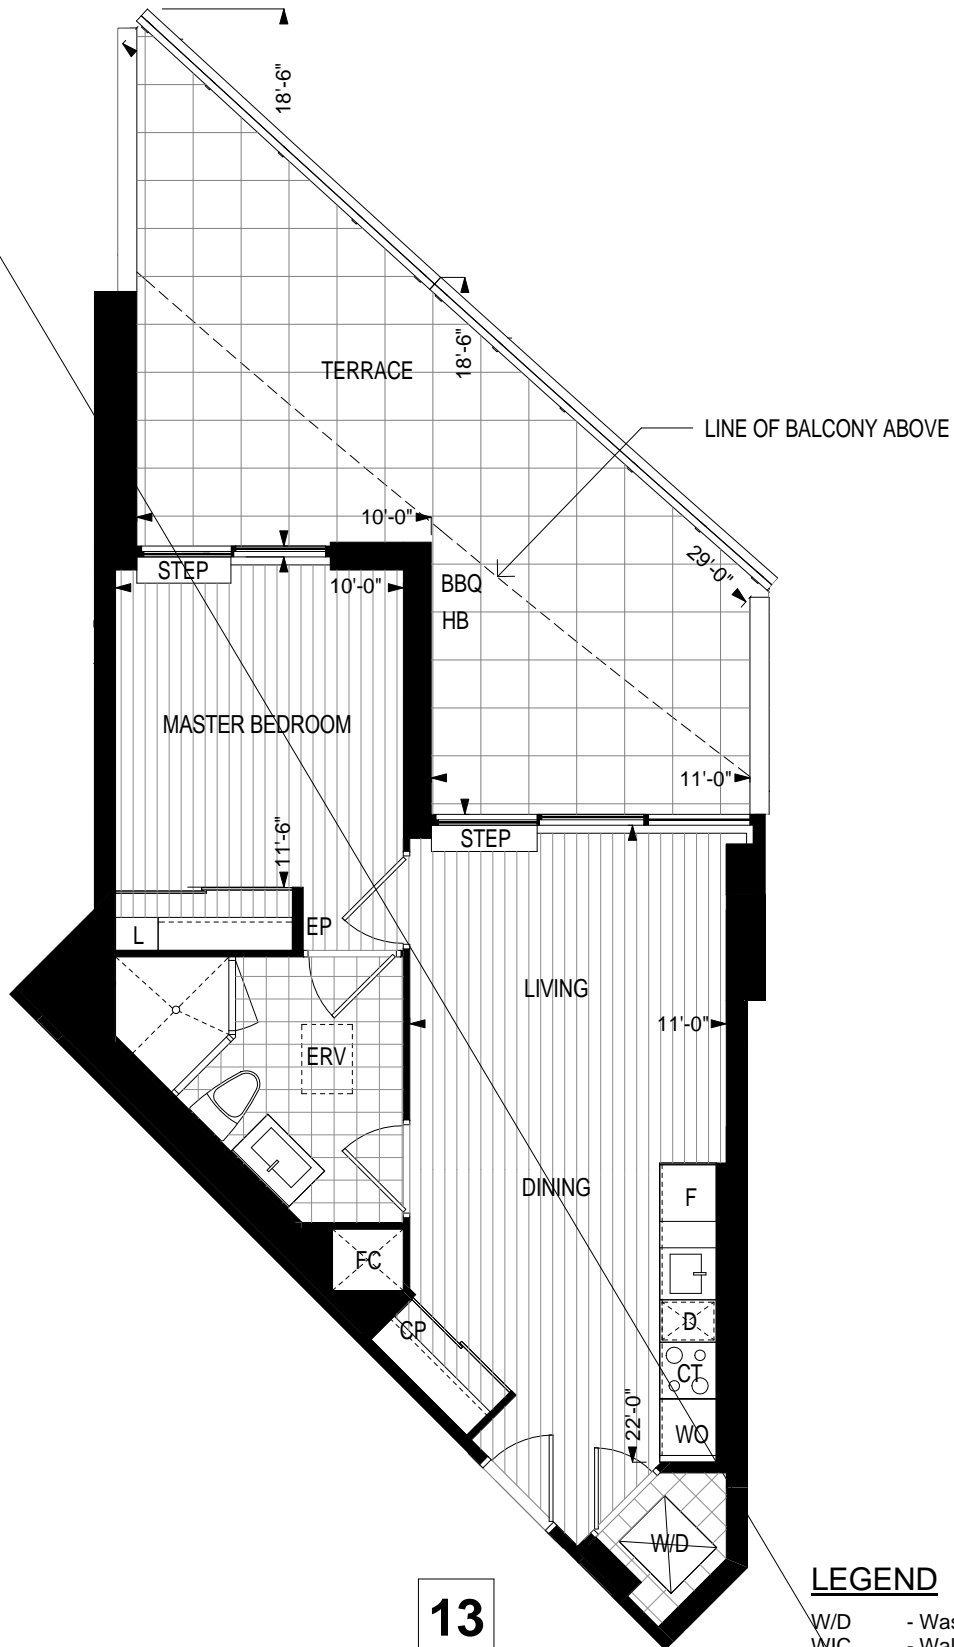 18'-6"
18'-6"
TERRACE
LINE OF BALCONY ABOVE
10'-0"
29'-0"
STEP
10'-0"
BBQ
HB
MASTER BEDROOM
11'-0"
STEP
11'-6"
L
EP
LIVING
11'-0"
ERV
DINING
F
FC
D
CP
CT
22'-0"
WO
W/D
LEGEND
13
W/D - Was
WIC - Wal